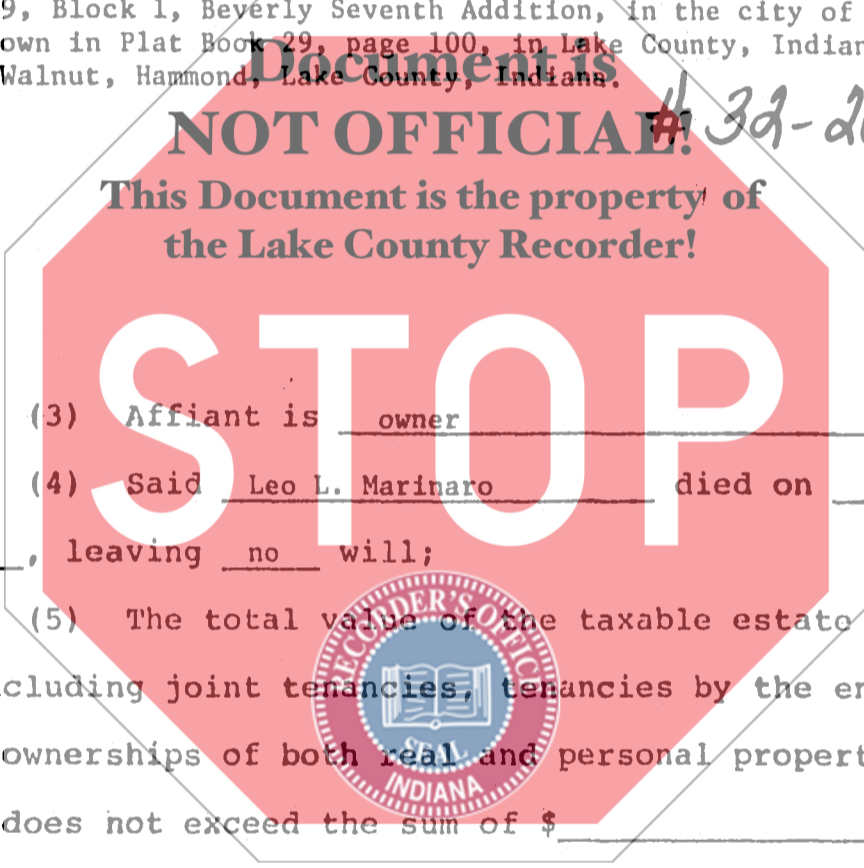 9, Block 1, Beverly Seventh Addition, in the city of
own in Plat Book 29, page 100, in Lake County, Indian
Walnut, Hammond, Lake County, Indiana.
Document is
# 32-2
NOT OFFICIAL!
This Document is the property of
the Lake County Recorder!
STOP
(3) Affiant is owner
(4) Said Leo L. Marinaro died on
, leaving no will;
(5) The total value of the taxable estate
cluding joint tenancies, tenancies by the en
ownerships of both real and personal propert
does not exceed the sum of $
RECORDER'S OFFICE
SEAL
INDIANA